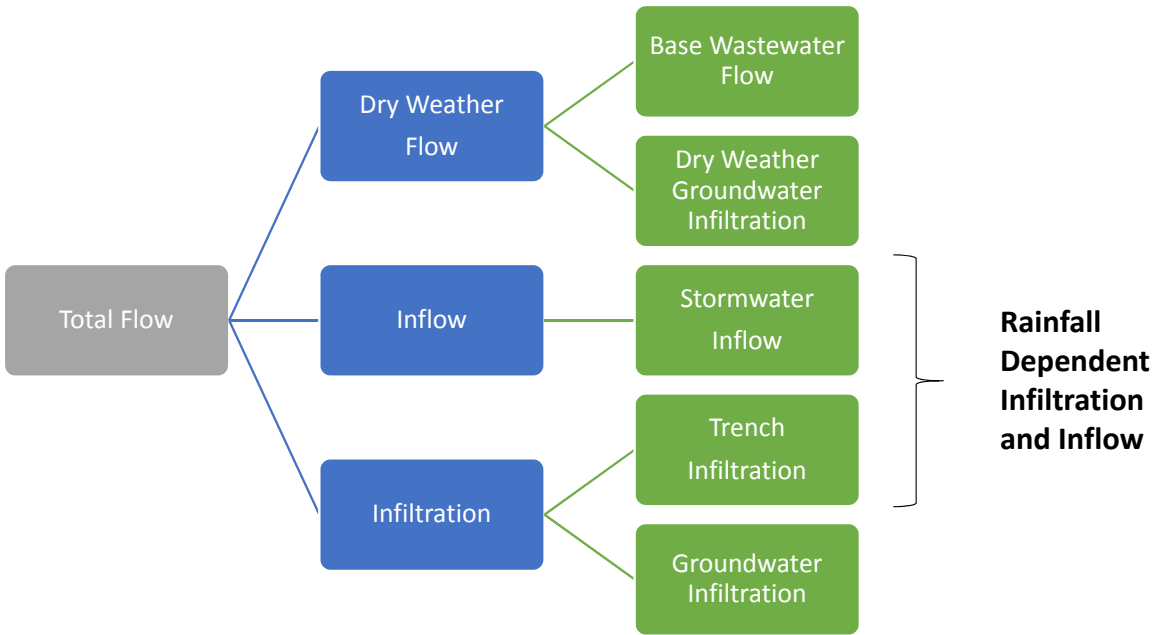 Total Flow
Dry Weather
Flow
Inflow
Infiltration
Base Wastewater
Flow
Dry Weather
Groundwater
Infiltration
Stormwater
Inflow
Trench
Infiltration
Groundwater
Infiltration
Rainfall
Dependent
Infiltration
and Inflow